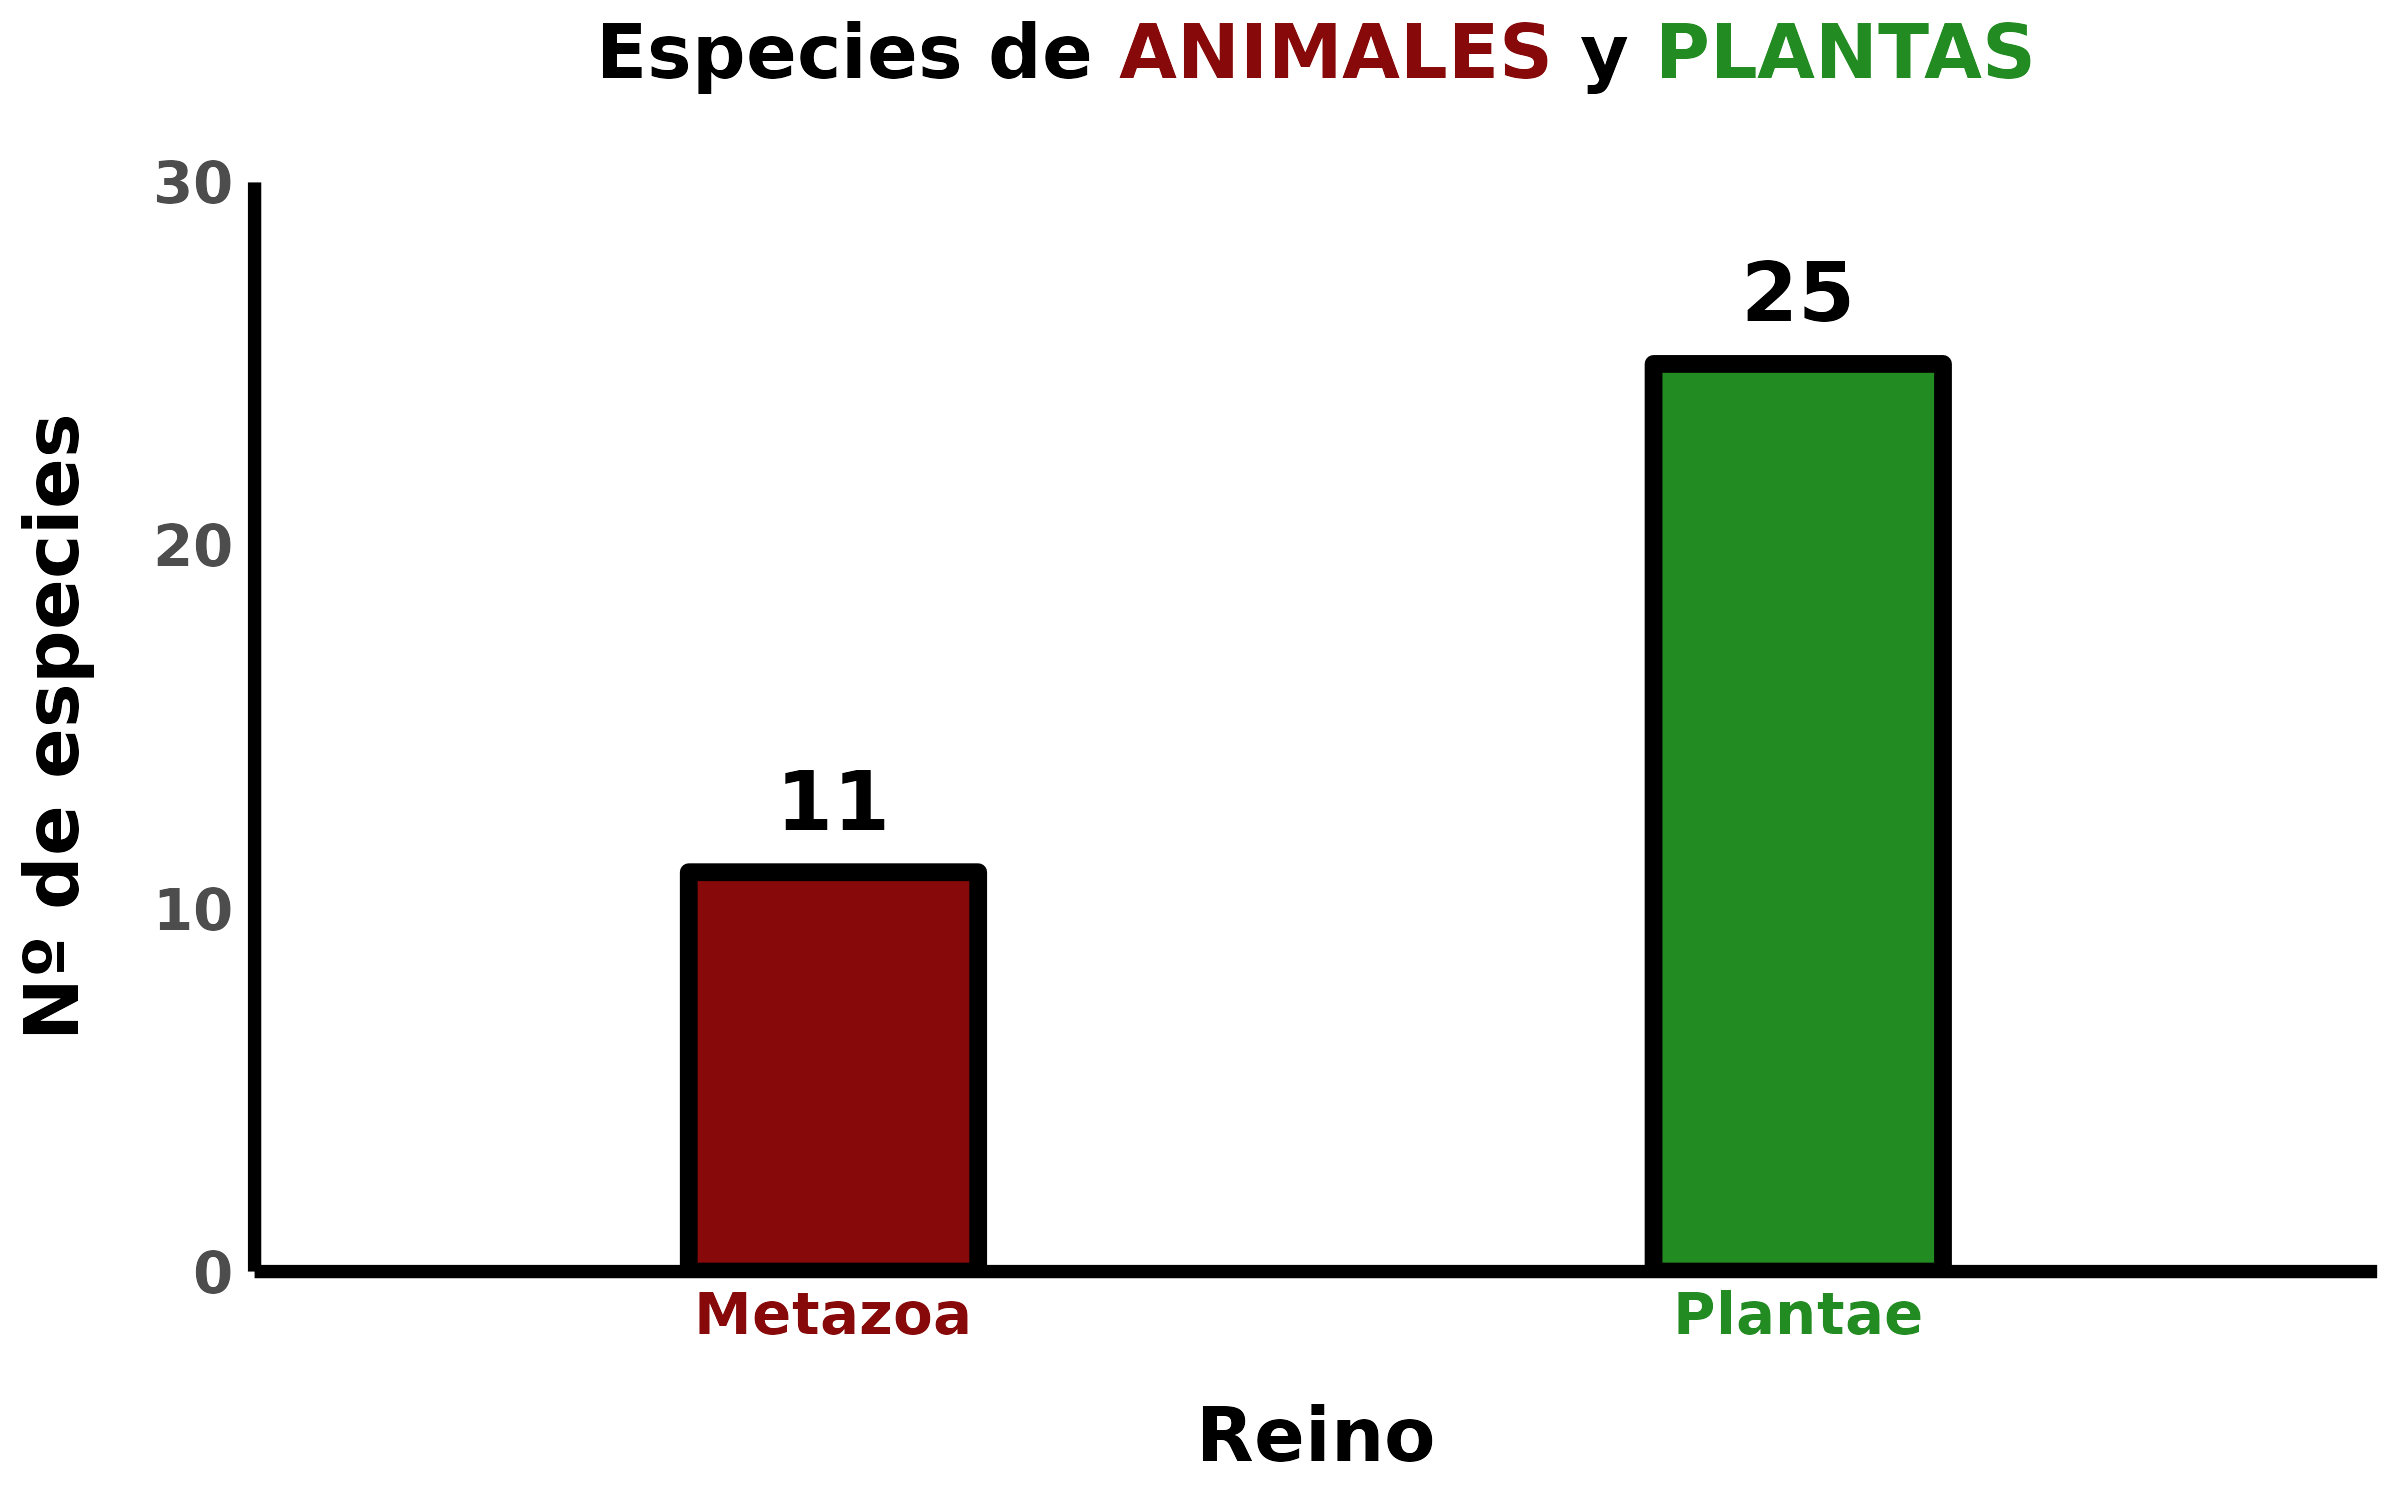 Especies de ANIMALES y PLANTAS
Nº de especies
30
20
10
0
11
25
Metazoa
Plantae
Reino